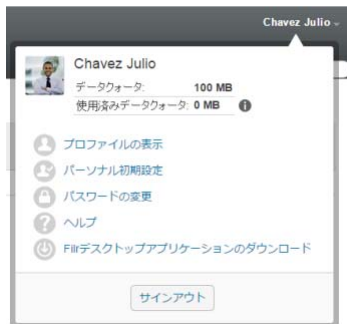 Chavez Julio
Chavez Julio
データクォータ: 100 MB
使用済みデータクォータ: 0 MB
プロファイルの表示
パーソナル初期設定
パスワードの変更
ヘルプ
Filrデスクトップアプリケーションのダウンロード
サインアウト